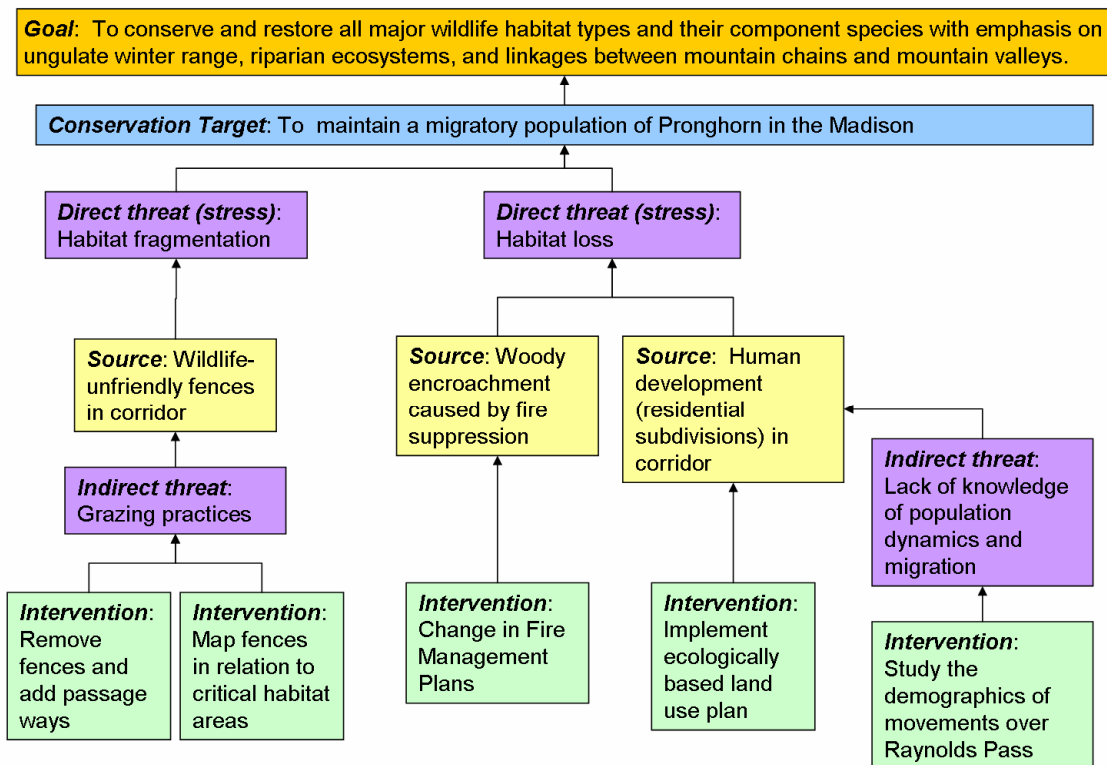 Goal: To conserve and restore all major wildlife habitat types and their component species with emphasis on
ungulate winter range, riparian ecosystems, and linkages between mountain chains and mountain valleys.
Conservation Target: To maintain a migratory population of Pronghorn in the Madison
Direct threat (stress):
Habitat fragmentation
Direct threat (stress):
Habitat loss
Source: Wildlife-
unfriendly fences
in corridor
Source: Woody
encroachment
caused by fire
suppression
Source: Human
development
(residential
subdivisions) in
corridor
Indirect threat:
Grazing practices
Indirect threat:
Lack of knowledge
of population
dynamics and
migration
Intervention:
Remove
fences and
add passage
ways
Intervention:
Map fences
in relation to
critical habitat
areas
Intervention:
Change in Fire
Management
Plans
Intervention:
Implement
ecologically
based land
use plan
Intervention:
Study the
demographics of
movements over
Raynolds Pass